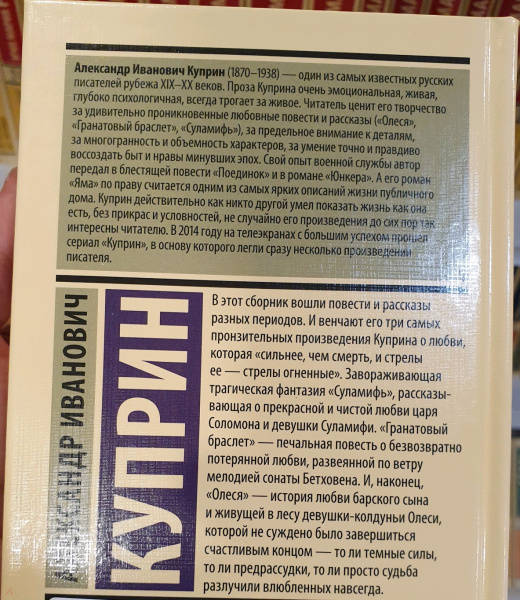 Александр Иванович Куприн (1870–1938) — один из самых известных русских
писателей рубежа XIX–XX веков. Проза Куприна очень эмоциональная, живая,
глубоко психологичная, всегда трогает за живое. Читатель ценит его творчество
за удивительно проникновенные любовные повести и рассказы («Олеся»,
«Гранатовый браслет», «Суламифь»), за предельное внимание к деталям,
за многогранность и объемность характеров, за умение точно и правдиво
воссоздать быт и нравы минувших эпох. Свой опыт военной службы автор
передал в блестящей повести «Поединок» и в романе «Юнкера». А его роман
«Яма» по праву считается одним из самых ярких описаний жизни публичного
дома. Куприн действительно как никто другой умел показать жизнь как она
есть, без прикрас и условностей, не случайно его произведения до сих пор так
интересны читателю. В 2014 году на телеэкранах с большим успехом прошел
сериал «Куприн», в основу которого легли сразу несколько произведений
писателя.
АЛЕКСАНДР ИВАНОВИЧ
КУПРИН
В этот сборник вошли повести и рассказы
разных периодов. И венчают его три самых
пронзительных произведения Куприна о любви,
которая «сильнее, чем смерть, и стрелы
ее — стрелы огненные». Завораживающая
трагическая фантазия «Суламифь», рассказы-
вающая о прекрасной и чистой любви царя
Соломона и девушки Суламифи. «Гранатовый
браслет» — печальная повесть о безвозвратно
потерянной любви, развеянной по ветру
мелодией сонаты Бетховена. И, наконец,
«Олеся» — история любви барского сына
и живущей в лесу девушки-колдуньи Олеси,
которой не суждено было завершиться
счастливым концом — то ли темные силы,
то ли предрассудки, то ли просто судьба
разлучили влюбленных навсегда.